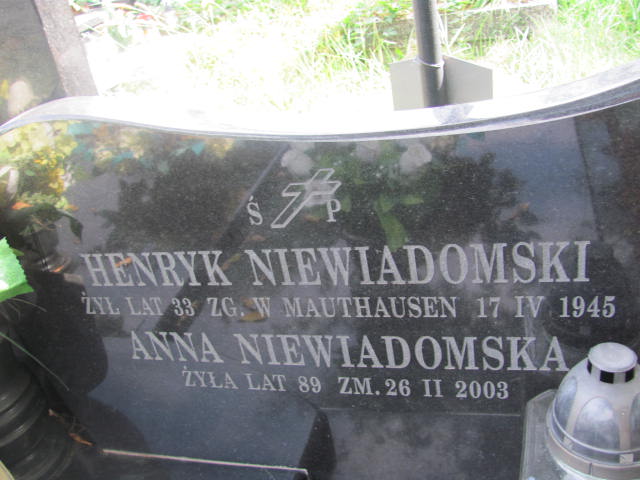 Ś P
HENRYK NIEWIADOMSKI
ŻYŁ LAT 33 ZG. W MAUTHAUSEN 17 IV 1945
ANNA NIEWIADOMSKA
ŻYŁA LAT 89 ZM. 26 II 2003